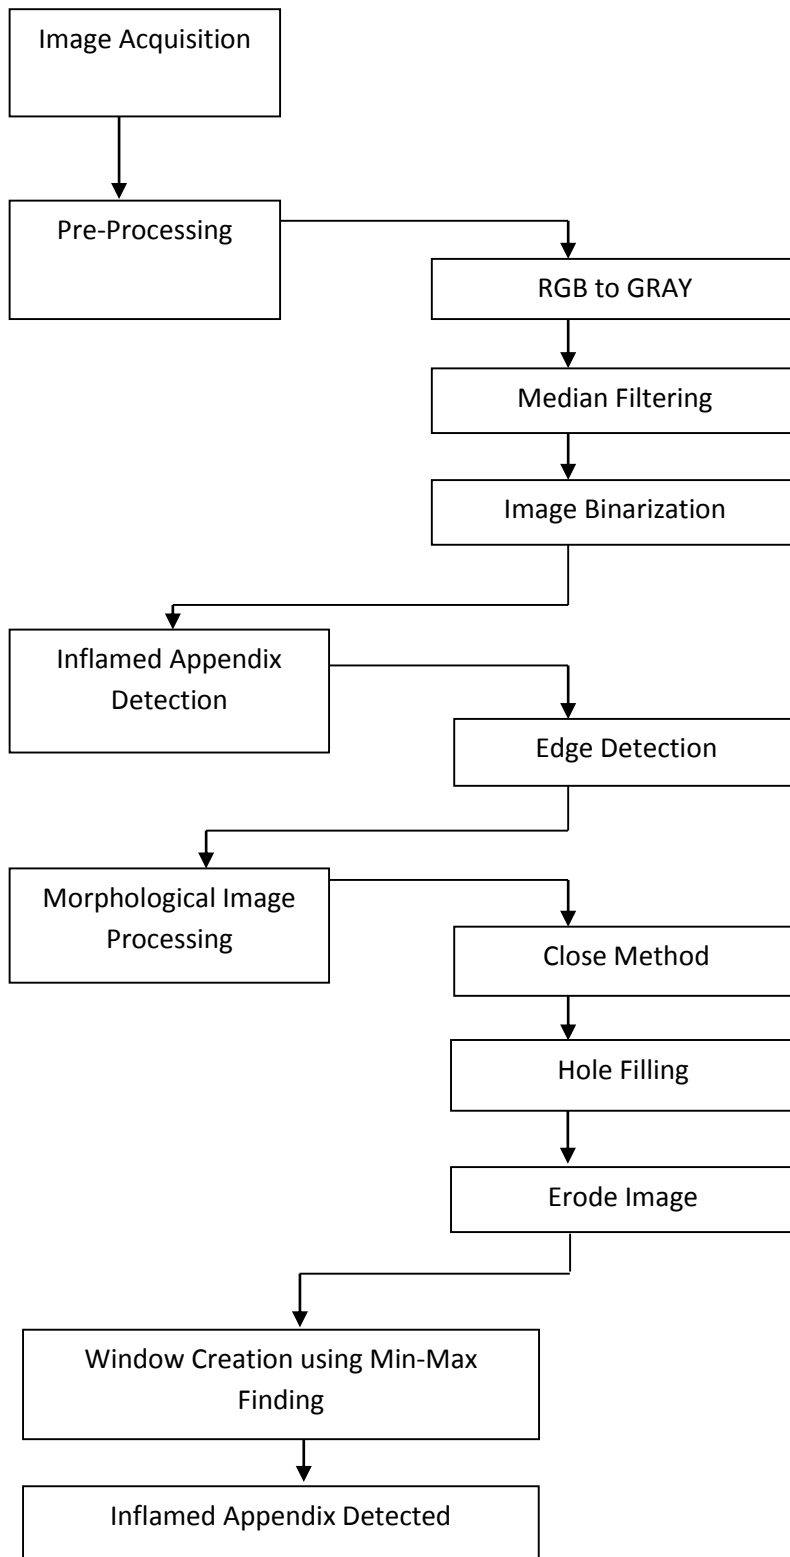 Image Acquisition
Pre-Processing
RGB to GRAY
Median Filtering
Image Binarization
Inflamed Appendix
Detection
Edge Detection
Morphological Image
Processing
Close Method
Hole Filling
Erode Image
Window Creation using Min-Max
Finding
Inflamed Appendix Detected